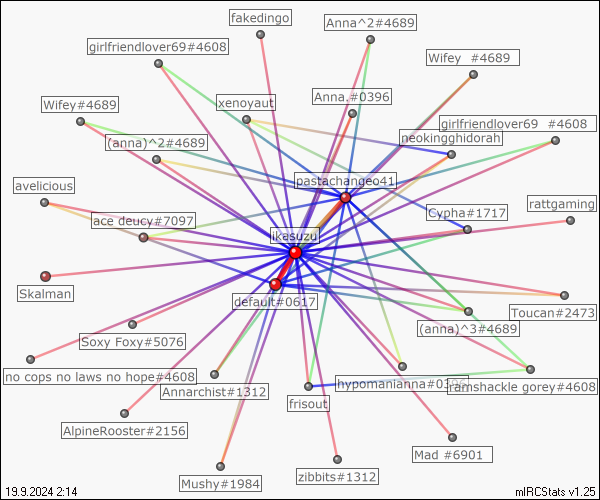 fakedingo
Anna^2#4689
girlfriendlover69#4608
Wifey #4689
xenoyaut
Anna.#0396
Wifey#4689
girlfriendlover69 #4608
(anna)^2#4689
neokingghidorah
pastachangeo41
avelicious
ace deucy#7097
Cypha#1717
rattgaming
ikasuzu
Skalman
default#0617
Toucan#2473
(anna)^3#4689
Soxy Foxy#5076
no cops no laws no hope#4608
Annarchist#1312
hypomanianna#0396
ramshackle gorey#4608
frisout
AlpineRooster#2156
Mad #6901
zibbits#1312
Mushy#1984
19.9.2024 2:14
mIRCStats v1.25